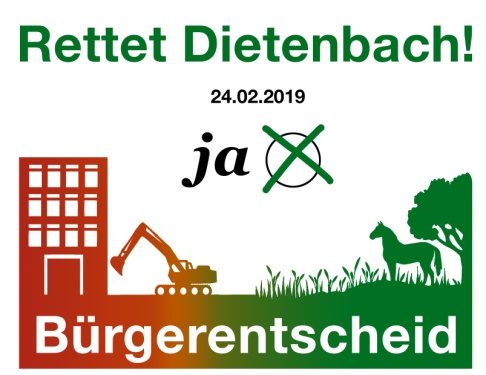 Rettet Dietenbach!
24.02.2019
ja
Bürgerentscheid